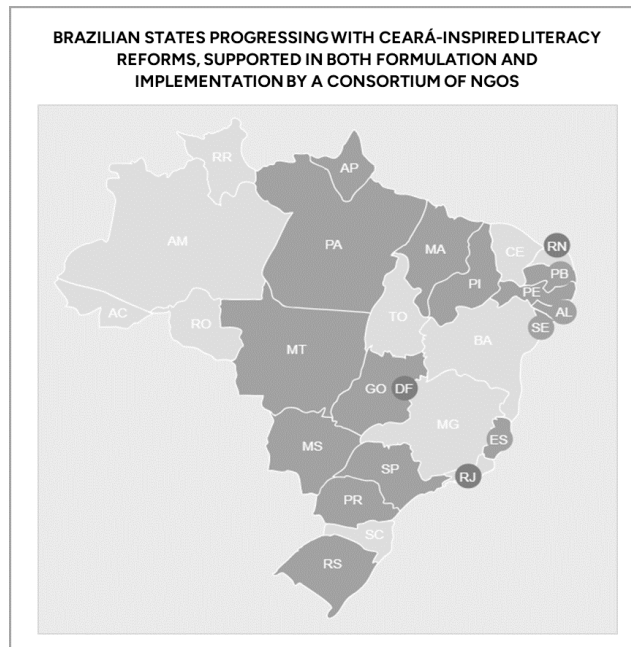 BRAZILIAN STATES PROGRESSING WITH CEARÁ-INSPIRED LITERACY
REFORMS, SUPPORTED IN BOTH FORMULATION AND
IMPLEMENTATION BY A CONSORTIUM OF NGOS
RR
AP
AM
PA
MA
CE
RN
PI
PB
PE
AC
RO
TO
AL
SE
BA
MT
GO
DF
MG
MS
ES
SP
RJ
PR
SC
RS